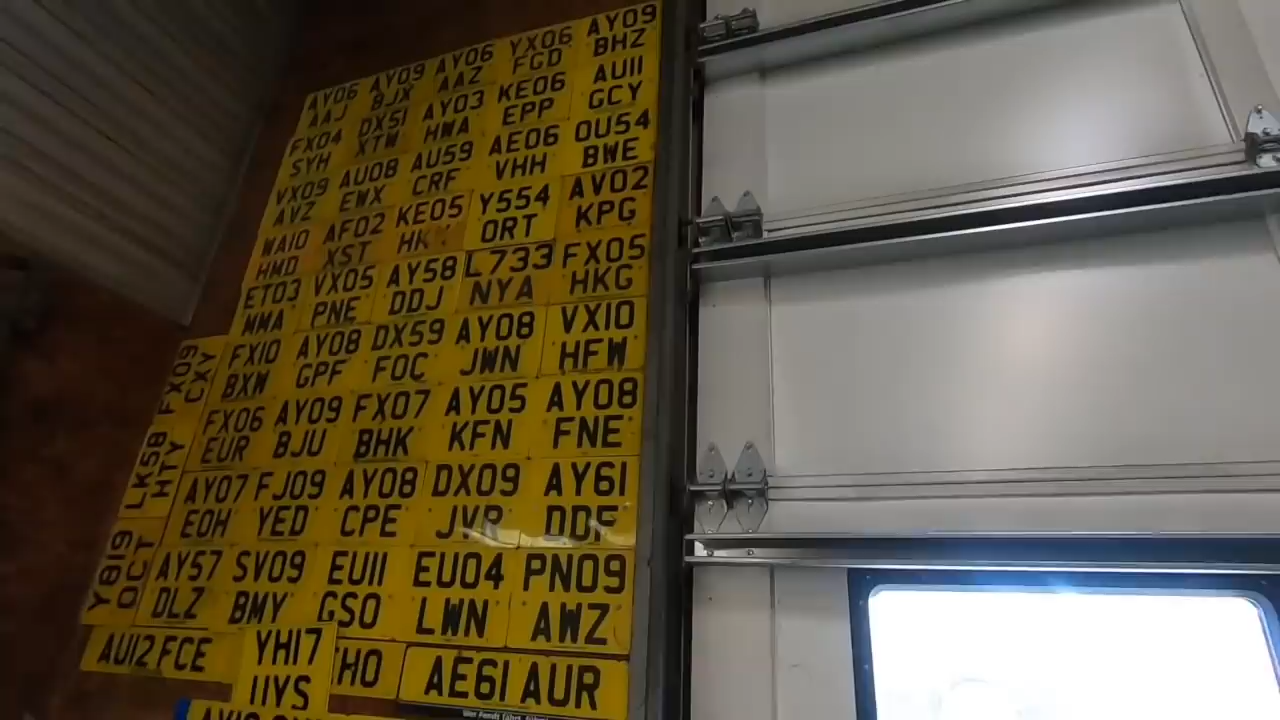 AY06 AY09 AY06 YX06 AY09
AAJ BJX AAZ FGD BHZ
FX04 DX51 AY03 KE06 AU11
SYH XTW HWA EPP GCY
VX09 AU08 AU59 AE06 OU54
AVZ EWX CRF VHH BWE
WA10 AF02 KE05 Y554 AV02
HMD XST ORT KPG
ET03 VX05 AY58 L733 FX05
MMA PNE DDJ NYA HKG
FX10 AY08 DX59 AY08 VX10
BXW GPF FOC JWN HFW
FX09
CXY
FX06 AY09 FX07 AY05 AY08
EUR BJU BHK KFN FNE
LK58
HTY
AY07 FJ09 AY08 DX09 AY61
EOH YED CPE JVR DDF
Y819
OCT
AY57 SV09 EU11 EU04 PN09
DLZ BMY GSO LWN AWZ
AU12 FCE
YH17
IIYS
HO
AE61 AUR